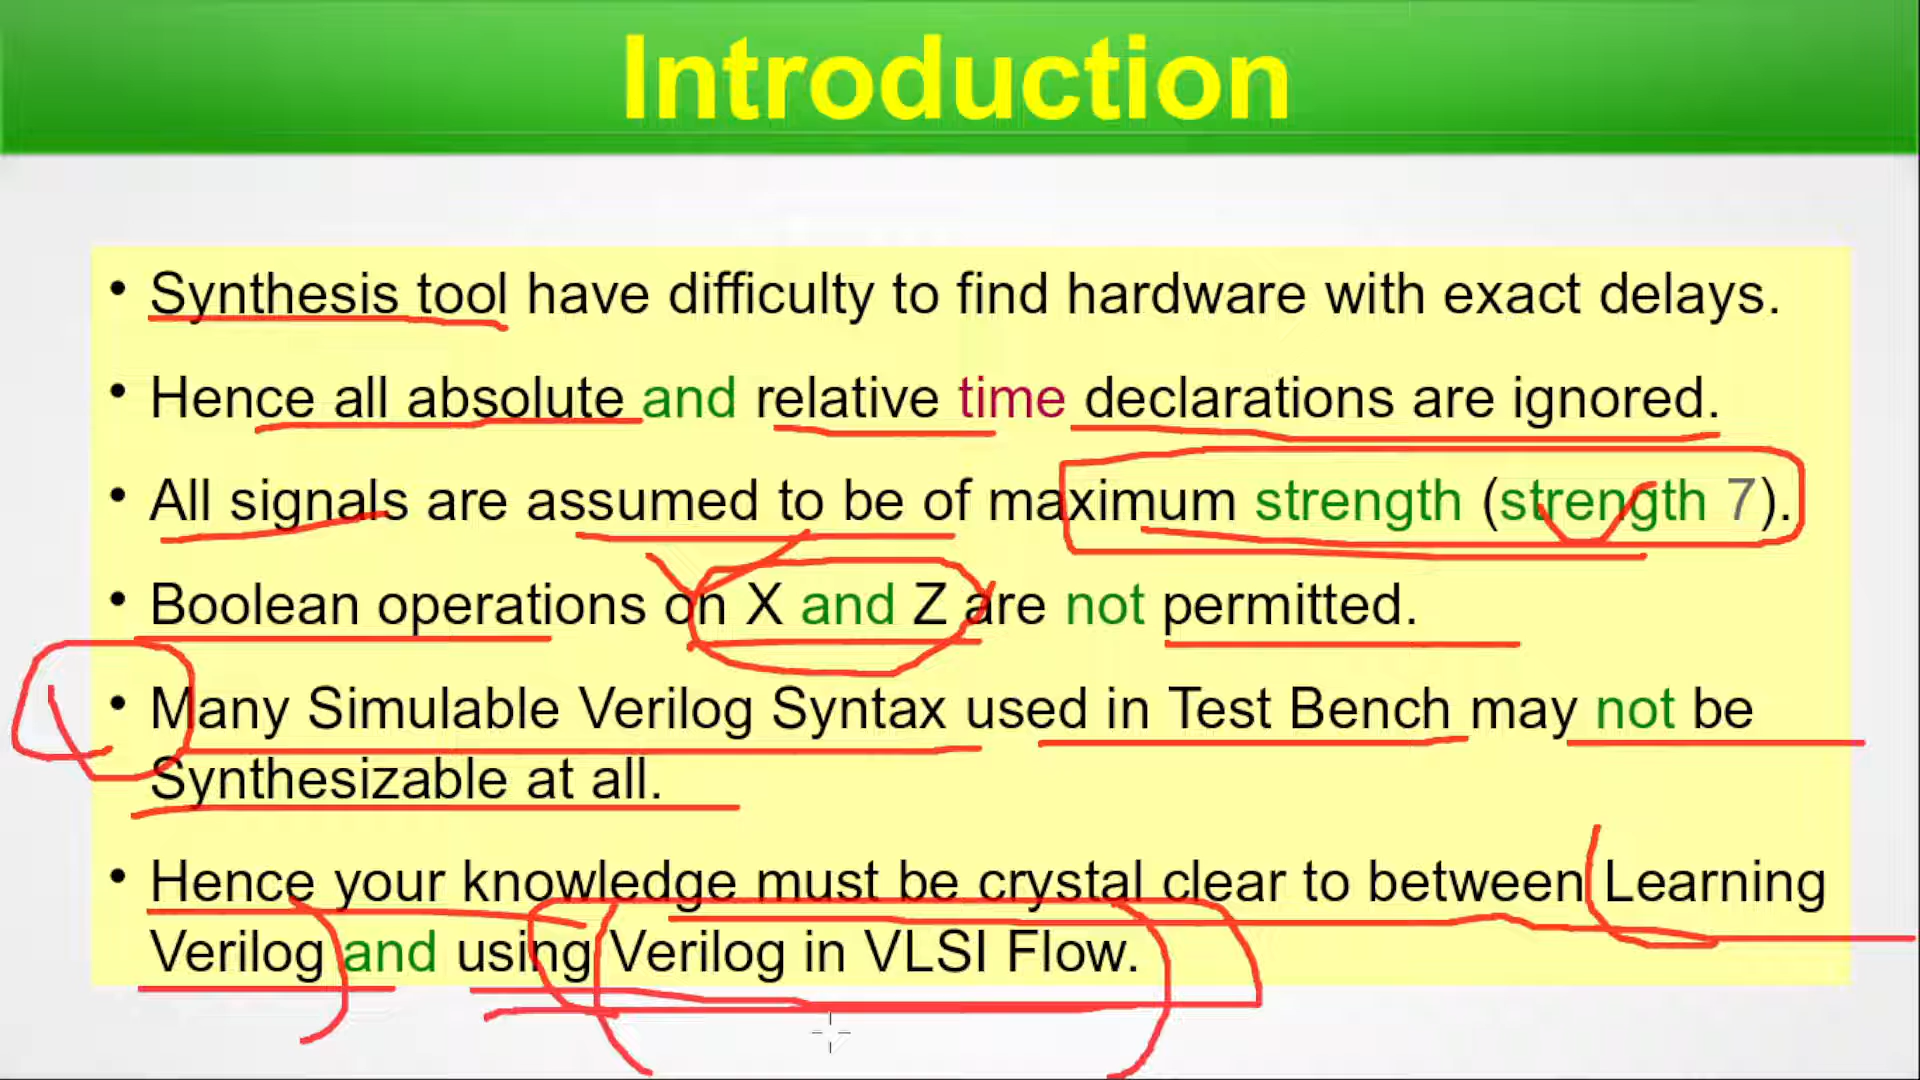 Introduction
• Synthesis tool have difficulty to find hardware with exact delays.
• Hence all absolute and relative time declarations are ignored.
• All signals are assumed to be of maximum strength (strength 7).
• Boolean operations on X and Z are not permitted.
• Many Simulable Verilog Syntax used in Test Bench may not be
Synthesizable at all.
• Hence your knowledge must be crystal clear to between Learning
Verilog and using Verilog in VLSI Flow.